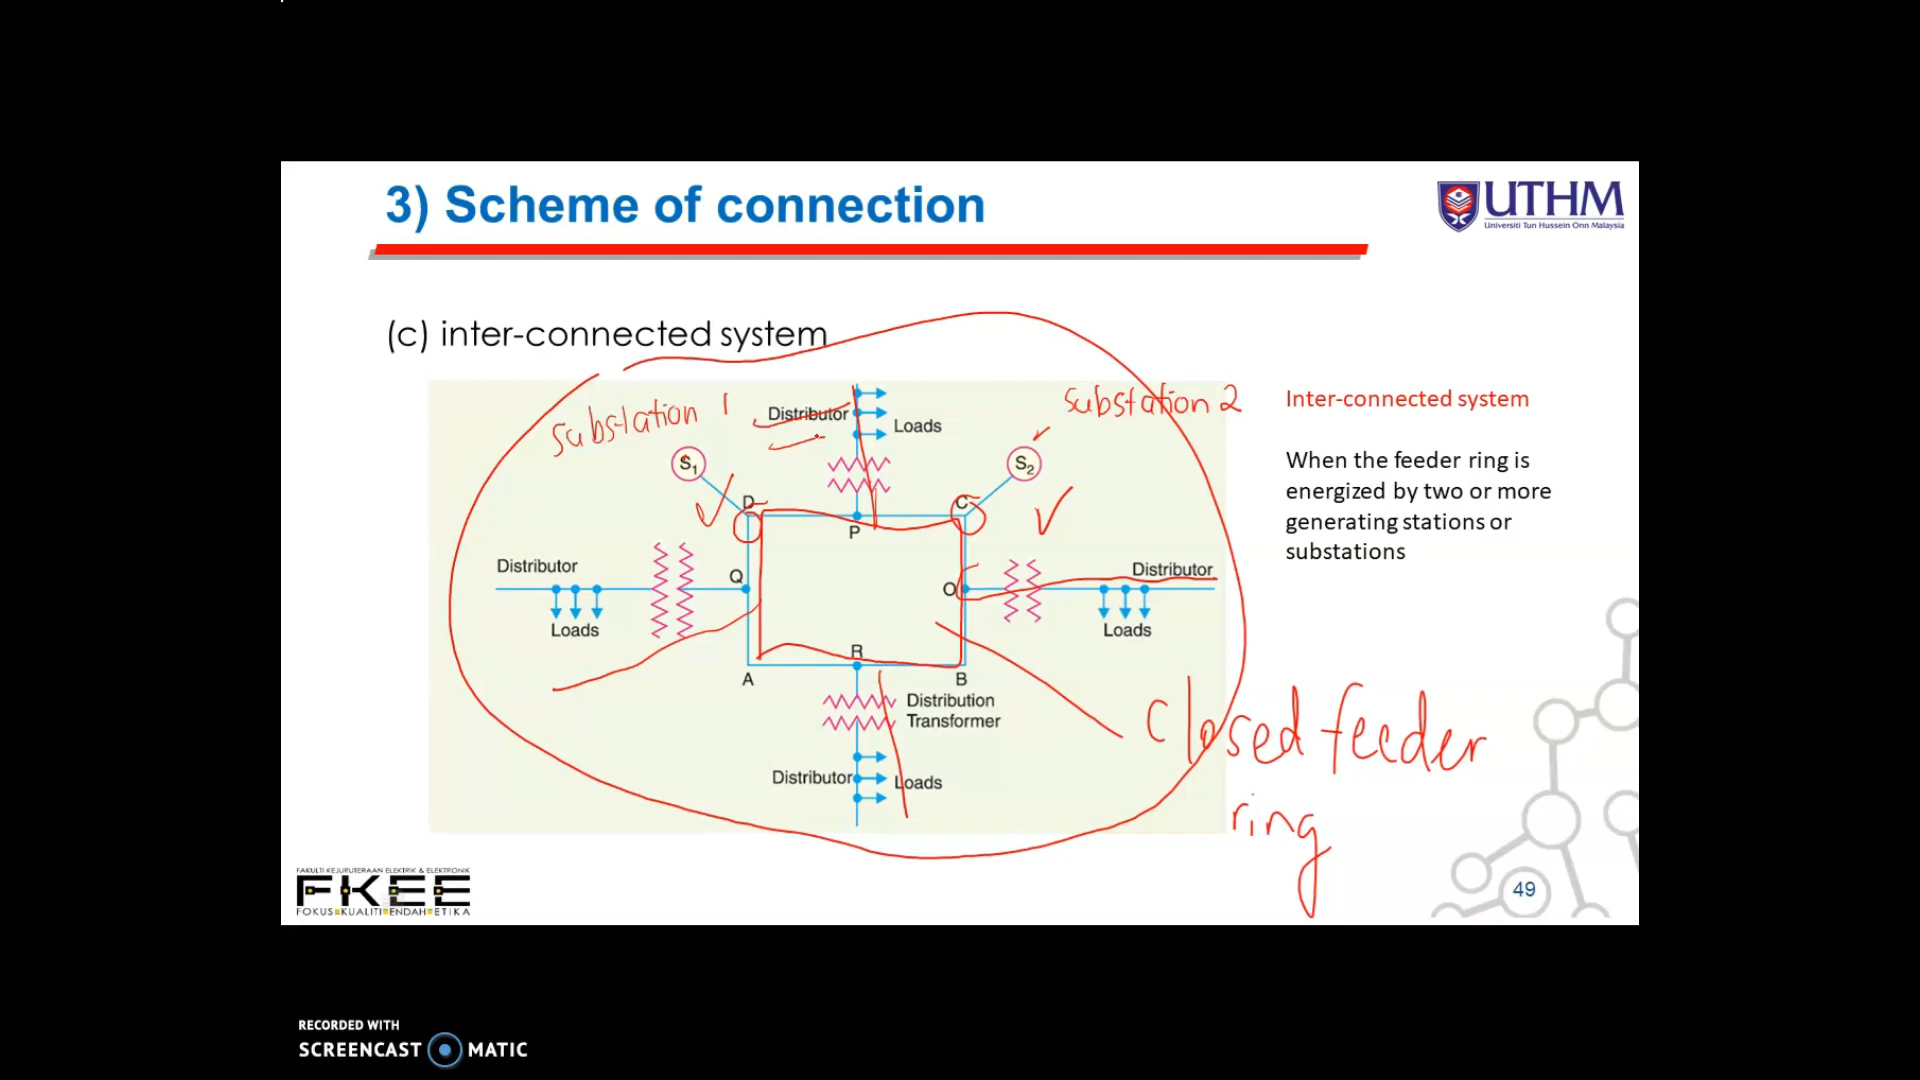 3) Scheme of connection
UTHM
Universiti Tun Hussein Onn Malaysia
(c) inter-connected system
substation 1
Distributor
Loads
substation 2
S1
S2
D
C
P
Distributor
Q
Loads
O
Distributor
Loads
R
A
B
Distribution
Transformer
Distributor
Loads
Closed feeder
ring
Inter-connected system
When the feeder ring is
energized by two or more
generating stations or
substations
FAKULTI KEJURUTERAAN ELEKTRIK & ELEKTRONIK
FKEE
FOKUS KUALITI ENDAH ETIKA
49
RECORDED WITH
SCREENCAST MATIC